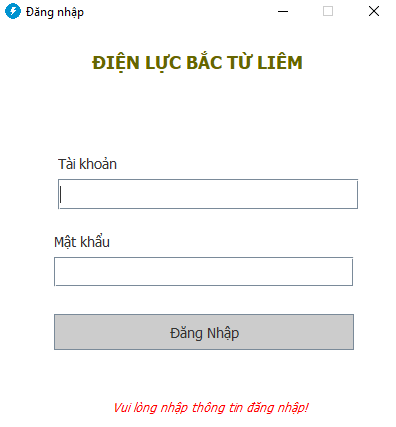 Đăng nhập
ĐIỆN LỰC BẮC TỪ LIÊM
Tài khoản
Mật khẩu
Đăng Nhập
Vui lòng nhập thông tin đăng nhập!